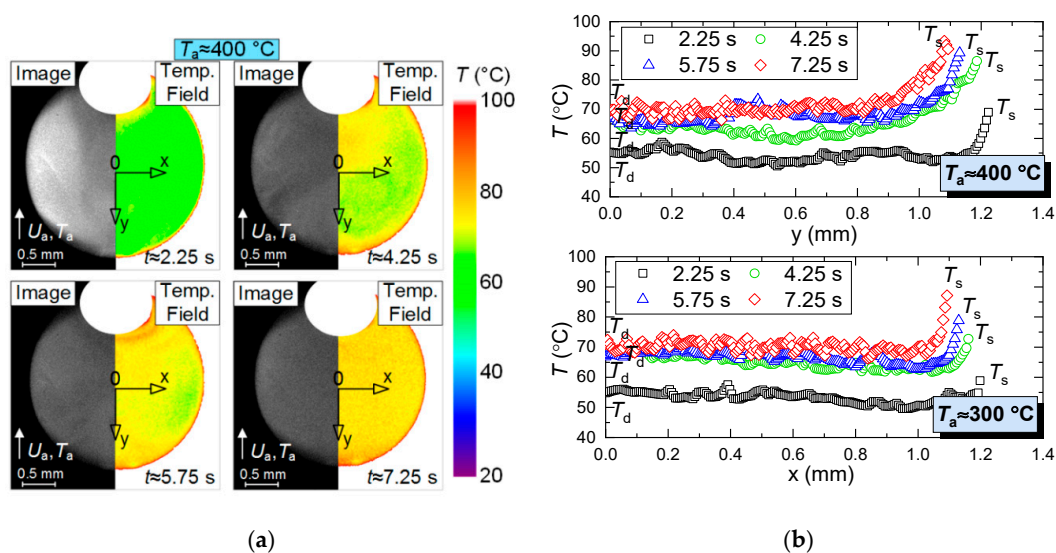 Tₐ≈400 °C
Image
Temp.
Field
0
x
y
Uₐ,Tₐ
0.5 mm
t≈2.25 s
Image
Temp.
Field
0
x
y
Uₐ,Tₐ
0.5 mm
t≈4.25 s
Image
Temp.
Field
0
x
y
Uₐ,Tₐ
0.5 mm
t≈5.75 s
Image
Temp.
Field
0
x
y
Uₐ,Tₐ
0.5 mm
t≈7.25 s
T (°C)
100
80
60
40
20
(a)
100
90
80
70
60
50
40
T (°C)
2.25 s
4.25 s
5.75 s
7.25 s
Td
Td
Td
Td
Ts
Ts
Ts
Ts
Tₐ≈400 °C
0.0 0.2 0.4 0.6 0.8 1.0 1.2 1.4
y (mm)
100
90
80
70
60
50
40
T (°C)
2.25 s
4.25 s
5.75 s
7.25 s
Td
Td
Td
Td
Ts
Ts
Ts
Ts
Tₐ≈300 °C
0.0 0.2 0.4 0.6 0.8 1.0 1.2 1.4
x (mm)
(b)